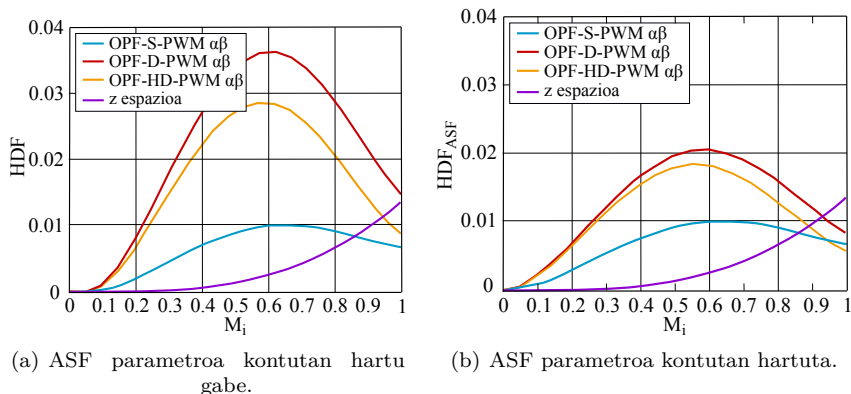 0.04
0.03
0.02
0.01
0
HDF
OPF-S-PWM αβ
OPF-D-PWM αβ
OPF-HD-PWM αβ
z espazioa
0 0.1 0.2 0.3 0.4 0.5 0.6 0.7 0.8 0.9 1
M_i
(a) ASF parametroa kontutan hartu
gabe.
0.04
0.03
0.02
0.01
0
HDF_ASF
OPF-S-PWM αβ
OPF-D-PWM αβ
OPF-HD-PWM αβ
z espazioa
0 0.1 0.2 0.3 0.4 0.5 0.6 0.7 0.8 0.9 1
M_i
(b) ASF parametroa kontutan hartuta.